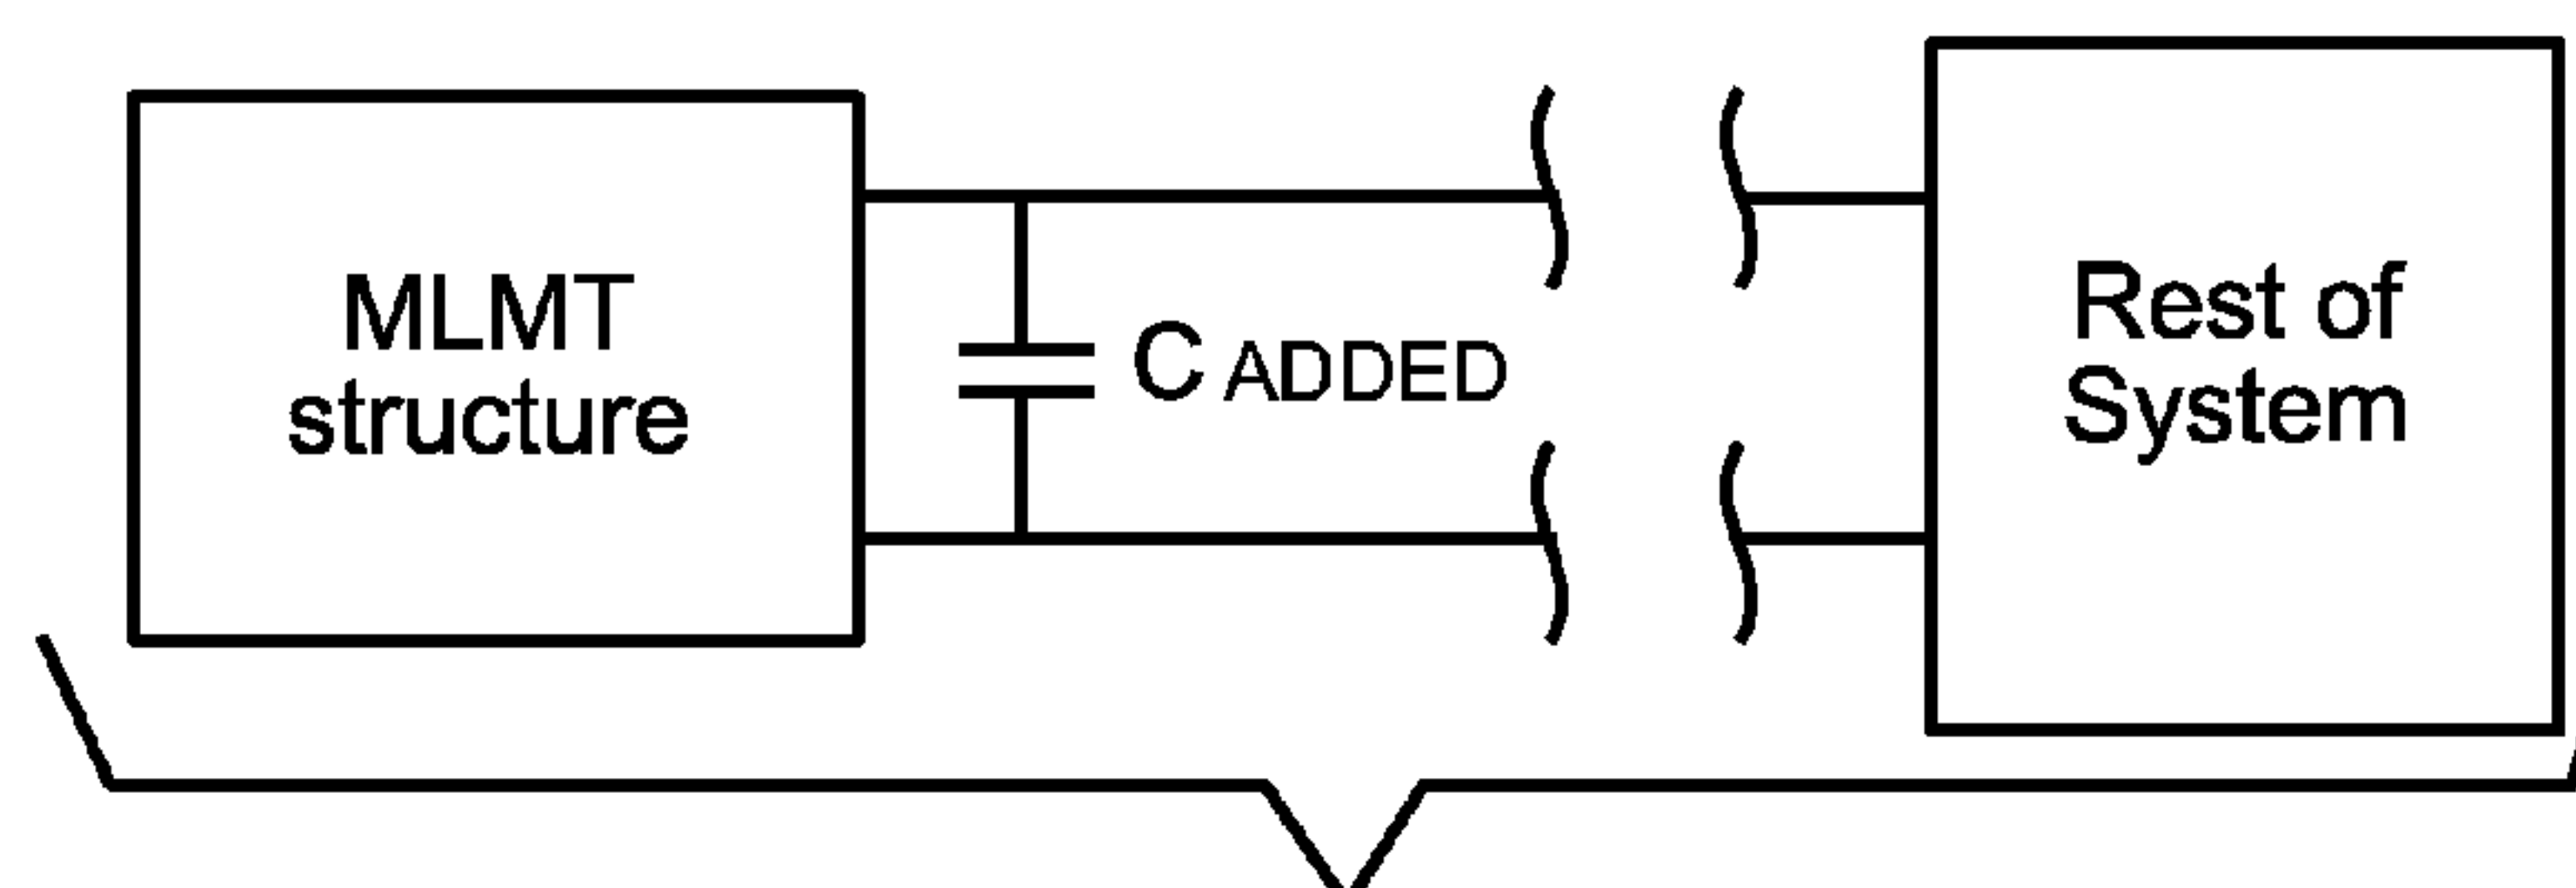 MLMT
structure
C ADDED
Rest of
System